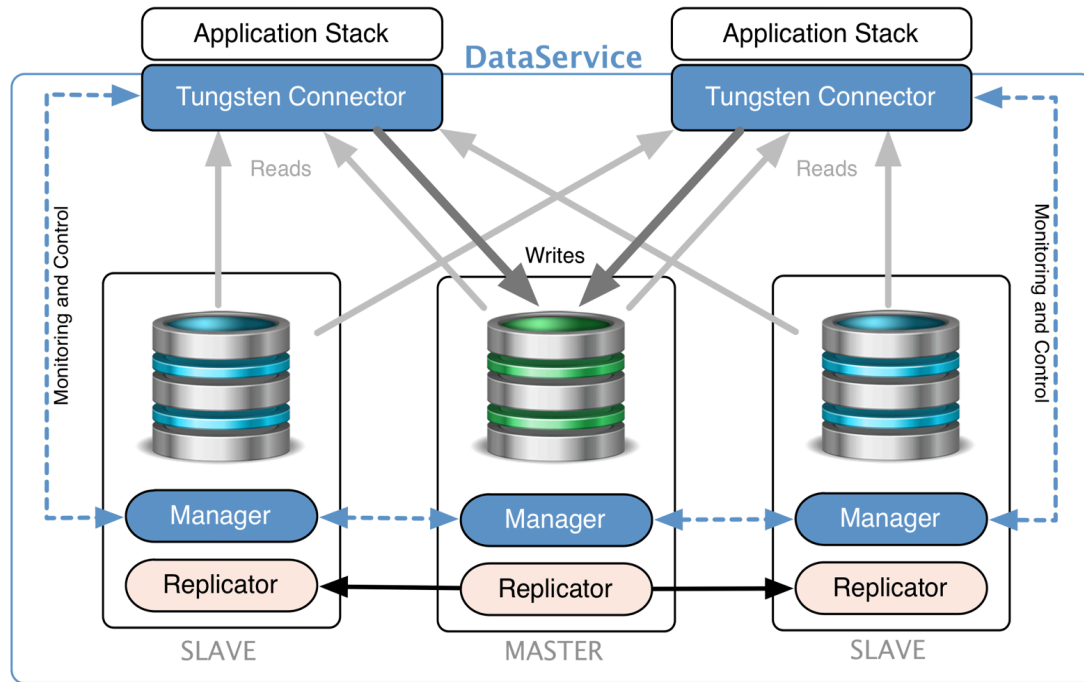 Application Stack
Application Stack
DataService
Tungsten Connector
Tungsten Connector
Reads
Reads
Writes
Monitoring and Control
Monitoring and Control
Manager
Manager
Manager
Replicator
Replicator
Replicator
SLAVE
MASTER
SLAVE